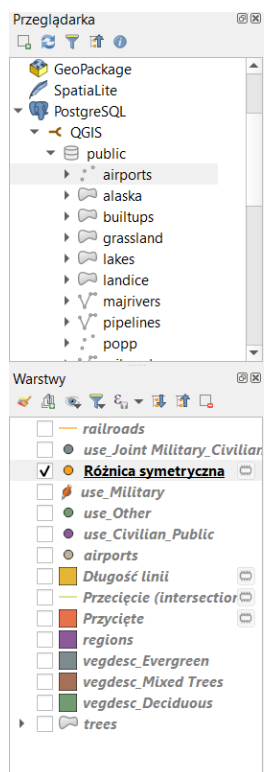 Przeglądarka
GeoPackage
SpatiaLite
PostgreSQL
QGIS
public
airports
alaska
builtups
grassland
lakes
landice
majrivers
pipelines
popp
Warstwy
railroads
use_Joint Military_Civilian
Różnica symetryczna
use_Military
use_Other
use_Civilian_Public
airports
Długość linii
Przecięcie (intersection
Przycięte
regions
vegdesc_Evergreen
vegdesc_Mixed Trees
vegdesc_Deciduous
trees